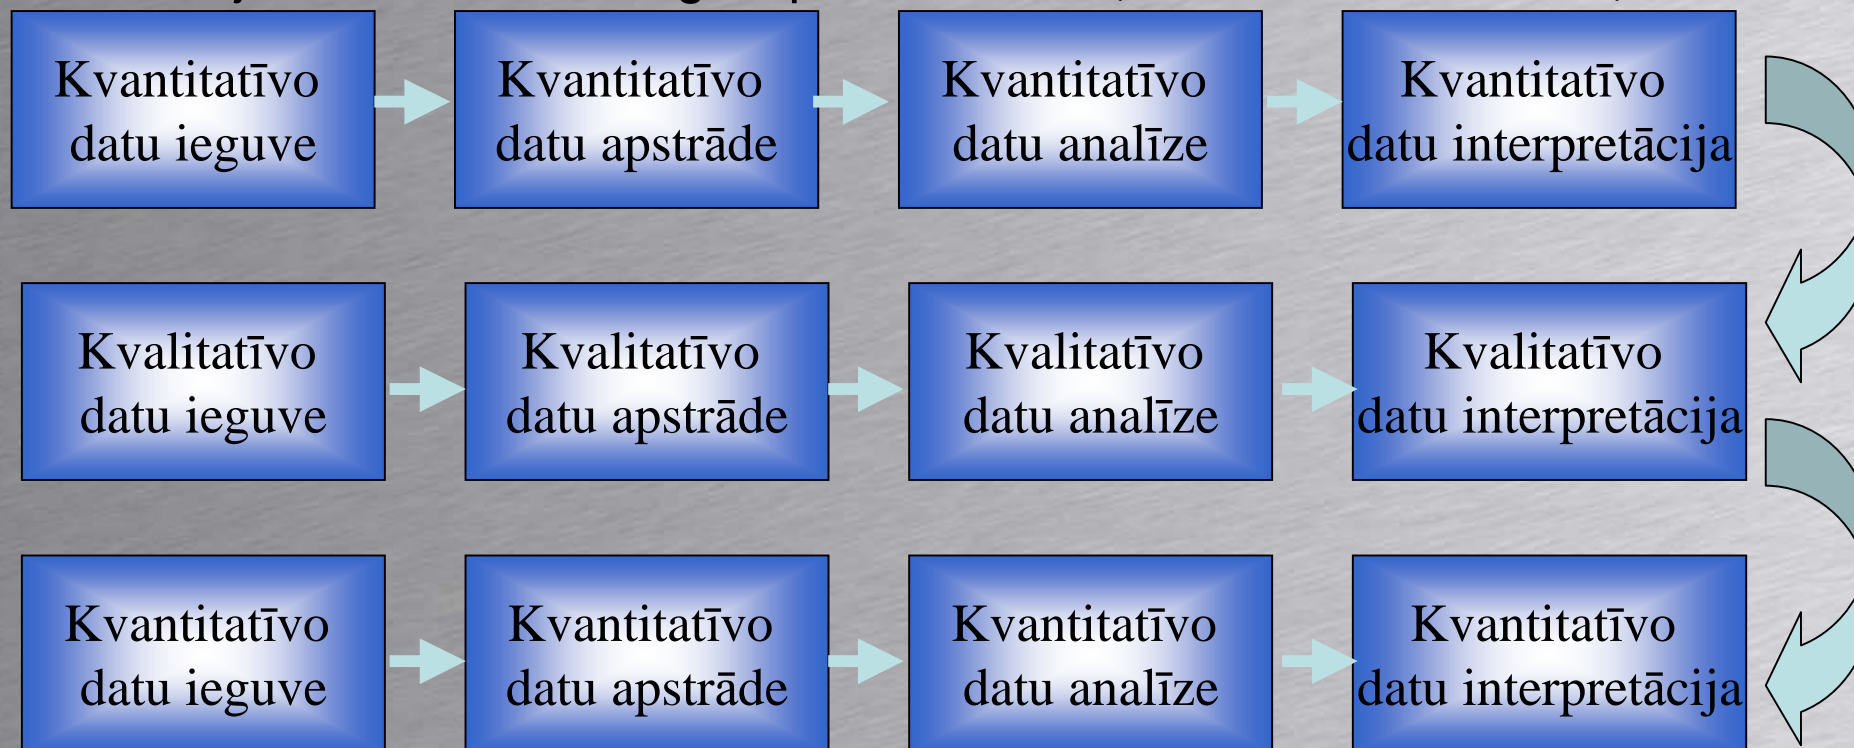 Kvantitatīvo
datu ieguve
Kvantitatīvo
datu apstrāde
Kvantitatīvo
datu analīze
Kvantitatīvo
datu interpretācija
Kvalitatīvo
datu ieguve
Kvalitatīvo
datu apstrāde
Kvalitatīvo
datu analīze
Kvalitatīvo
datu interpretācija
Kvantitatīvo
datu ieguve
Kvantitatīvo
datu apstrāde
Kvantitatīvo
datu analīze
Kvantitatīvo
datu interpretācija